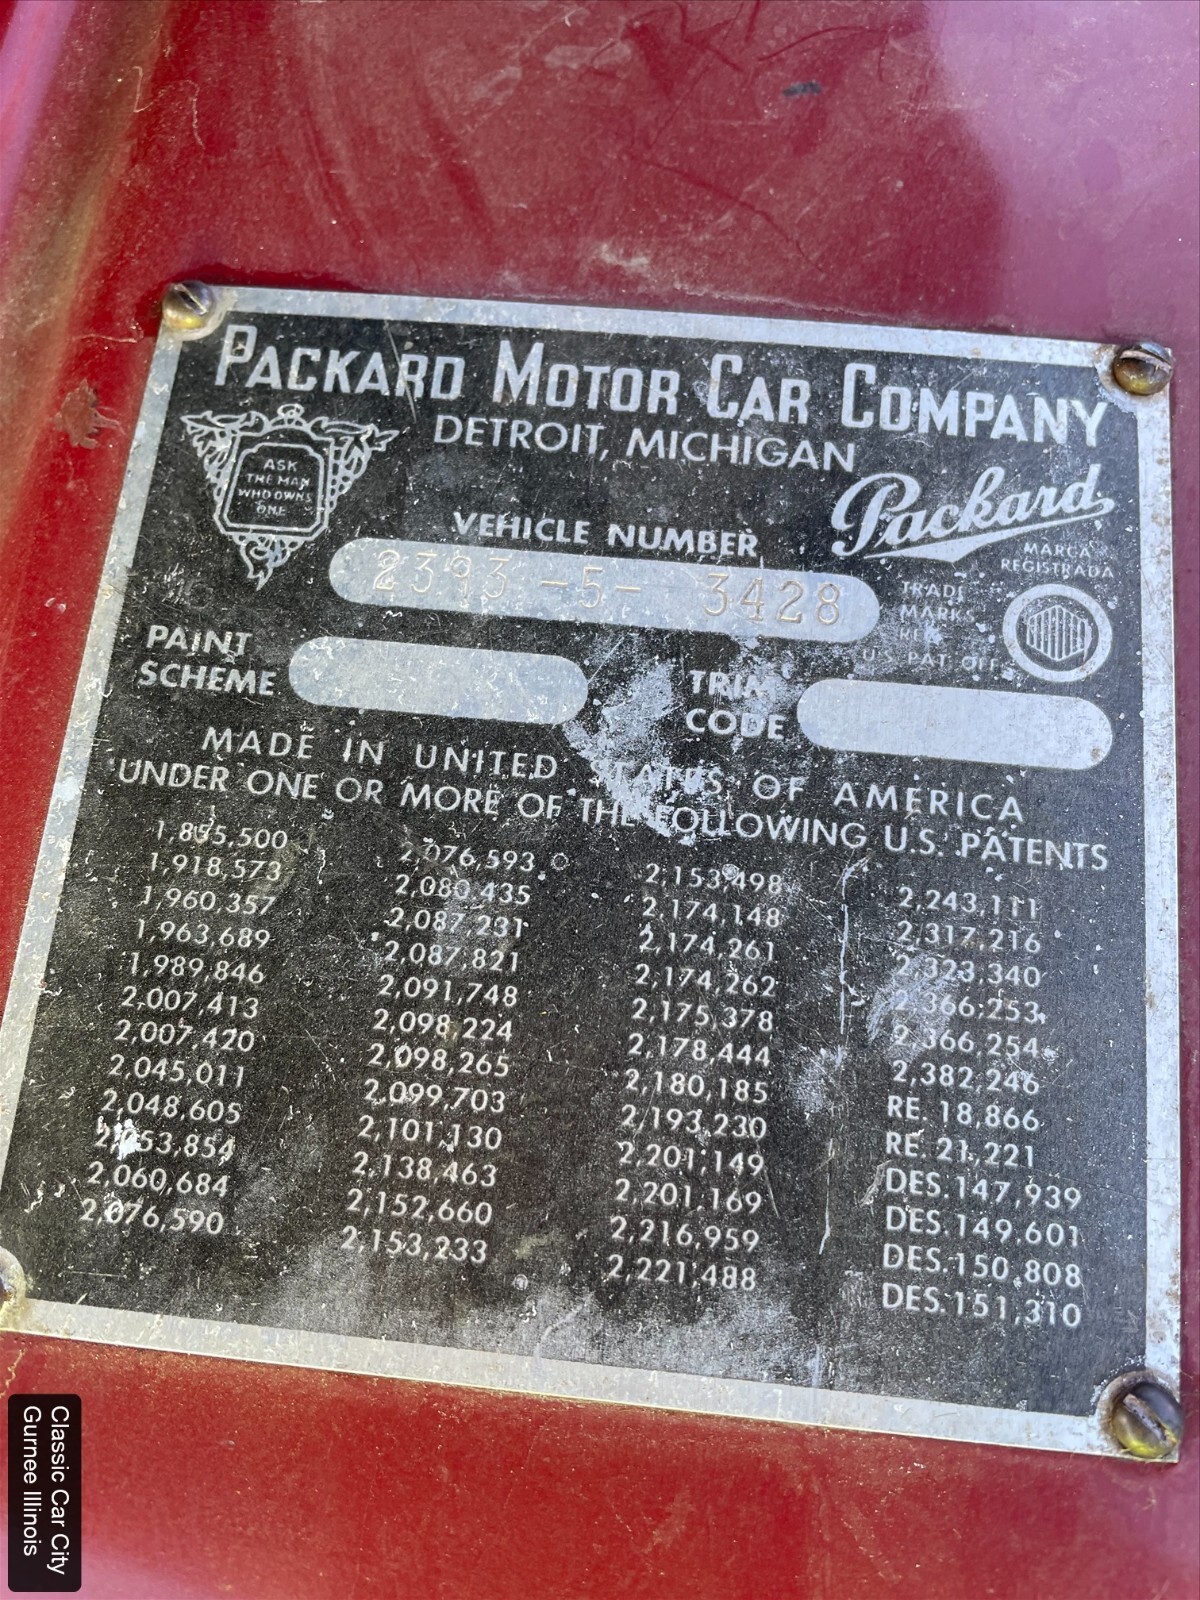 PACKARD MOTOR CAR COMPANY
DETROIT, MICHIGAN
ASK
THE MAN
WHO OWNS
ONE
Packard
MARCA
REGISTRADA
VEHICLE NUMBER
2393 -5- 3428
TRADE
MARK
REG.
U.S. PAT. OFF.
PAINT
SCHEME
TRIM
CODE
MADE IN UNITED STATES OF AMERICA
UNDER ONE OR MORE OF THE FOLLOWING U.S. PATENTS
1,855,500
1,918,573
1,960,357
1,963,689
1,989,846
2,007,413
2,007,420
2,045,011
2,048,605
2,053,854
2,060,684
2,076,590
2,076,593
2,080,435
2,087,231
2,087,821
2,091,748
2,098,224
2,098,265
2,099,703
2,101,130
2,138,463
2,152,660
2,153,233
2,153,498
2,174,148
2,174,261
2,174,262
2,175,378
2,178,444
2,180,185
2,193,230
2,201,149
2,201,169
2,216,959
2,221,488
2,243,111
2,317,216
2,323,340
2,366,253
2,366,254
2,382,246
RE. 18,866
RE. 21,221
DES. 147,939
DES. 149,601
DES. 150,808
DES. 151,310
Classic Car City
Gurnee Illinois